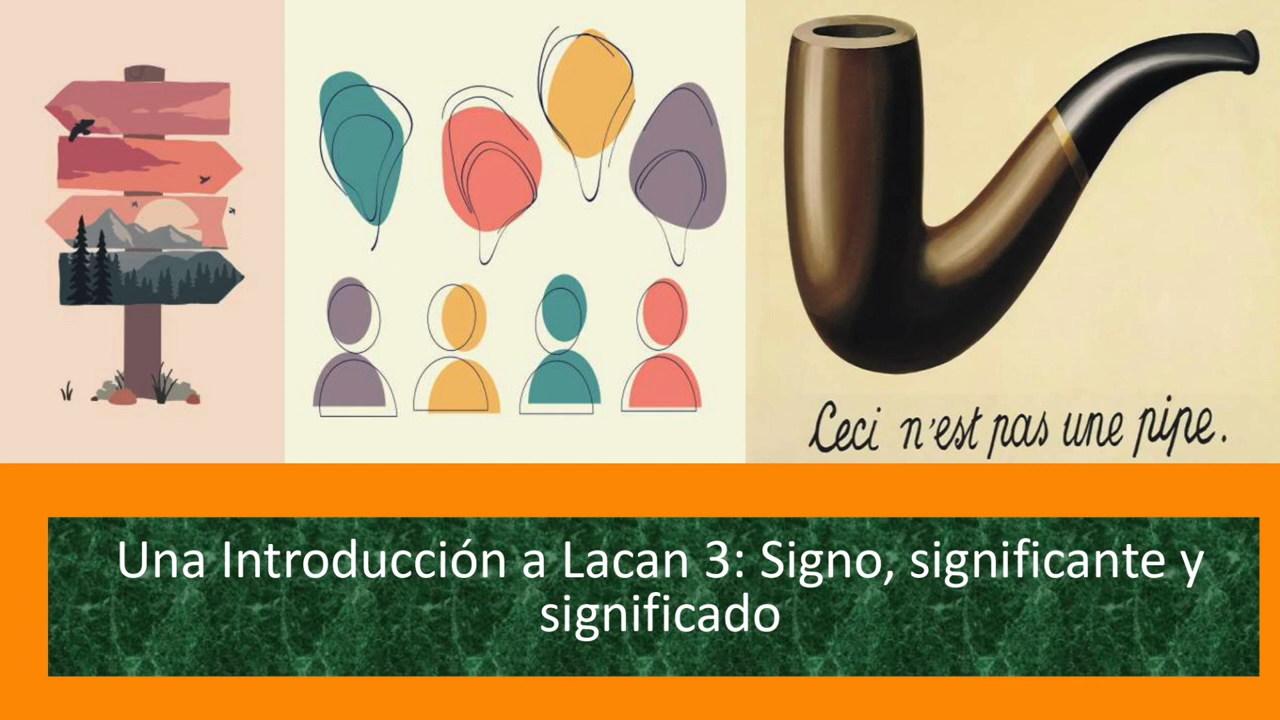 Ceci n'est pas une pipe.
Una Introducción a Lacan 3: Signo, significante y
significado